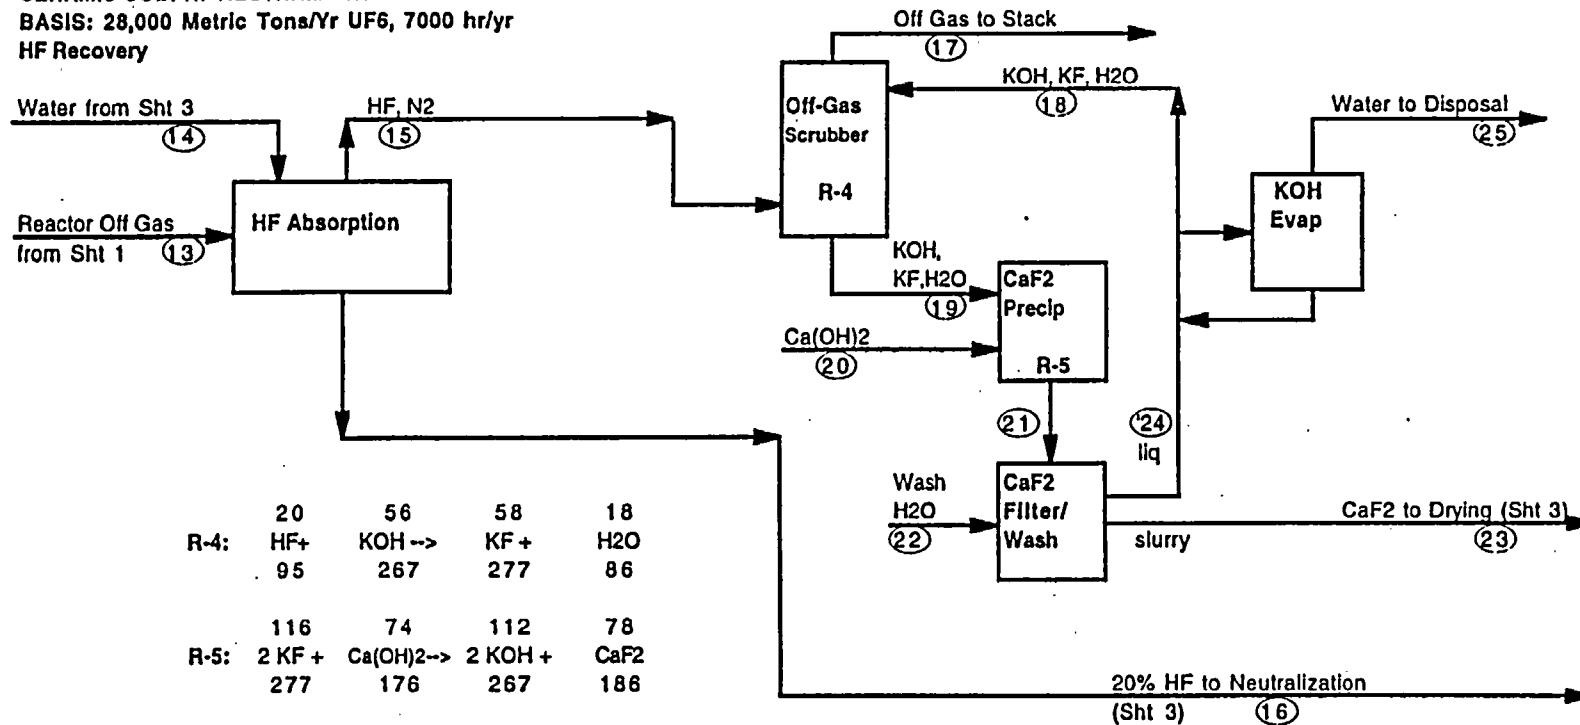 BASIS: 28,000 Metric Tons/Yr UF6, 7000 hr/yr
HF Recovery
Off Gas to Stack
17
Water from Sht 3
14
HF, N2
15
Off-Gas
Scrubber
R-4
KOH, KF, H2O
18
Water to Disposal
25
KOH
Evap
Reactor Off Gas
from Sht 1
13
HF Absorption
KOH,
KF,H2O
19
CaF2
Precip
R-5
Ca(OH)2
20
21
24
liq
Wash
H2O
22
CaF2
Filter/
Wash
slurry
CaF2 to Drying (Sht 3)
23
20 56 58 18
R-4: HF+ KOH --> KF + H2O
95 267 277 86
116 74 112 78
R-5: 2 KF + Ca(OH)2--> 2 KOH + CaF2
277 176 267 186
20% HF to Neutralization
(Sht 3)
16